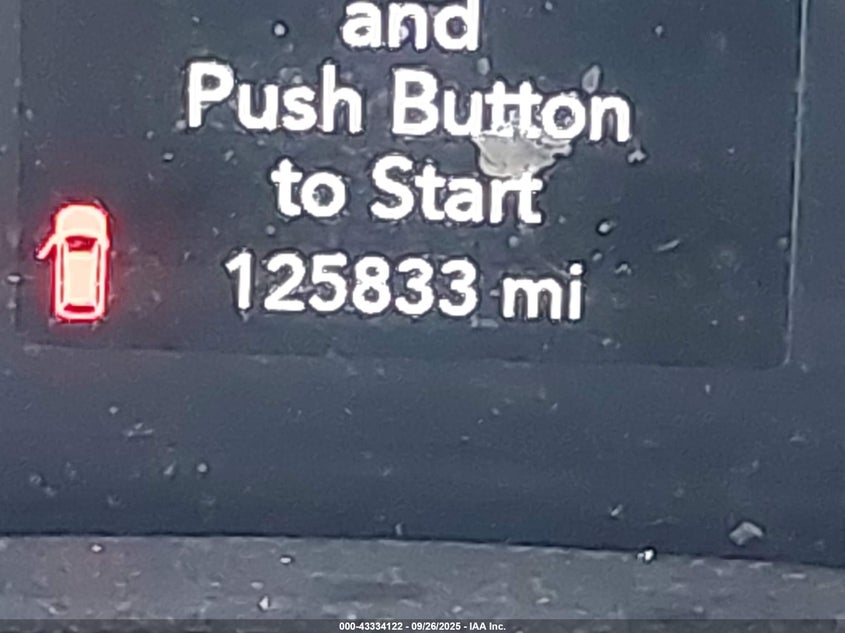 and
Push Button
to Start
125833 mi
000-43334122 - 09/26/2025 - IAA Inc.